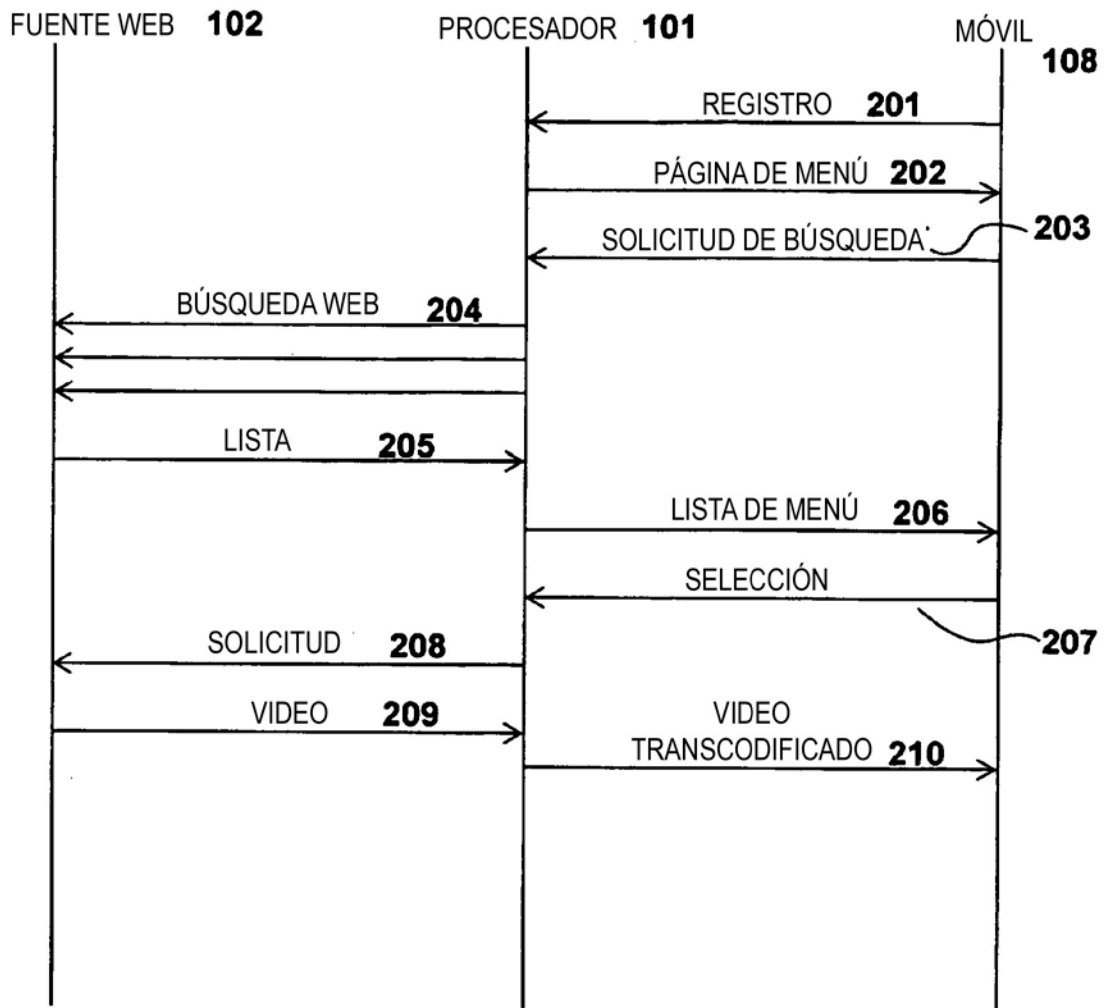 FUENTE WEB 102 PROCESADOR 101 MÓVIL
108
REGISTRO 201
PÁGINA DE MENÚ 202
SOLICITUD DE BÚSQUEDA 203
BÚSQUEDA WEB 204
LISTA 205
LISTA DE MENÚ 206
SELECCIÓN
207
SOLICITUD 208
VIDEO 209 VIDEO
TRANSCODIFICADO 210